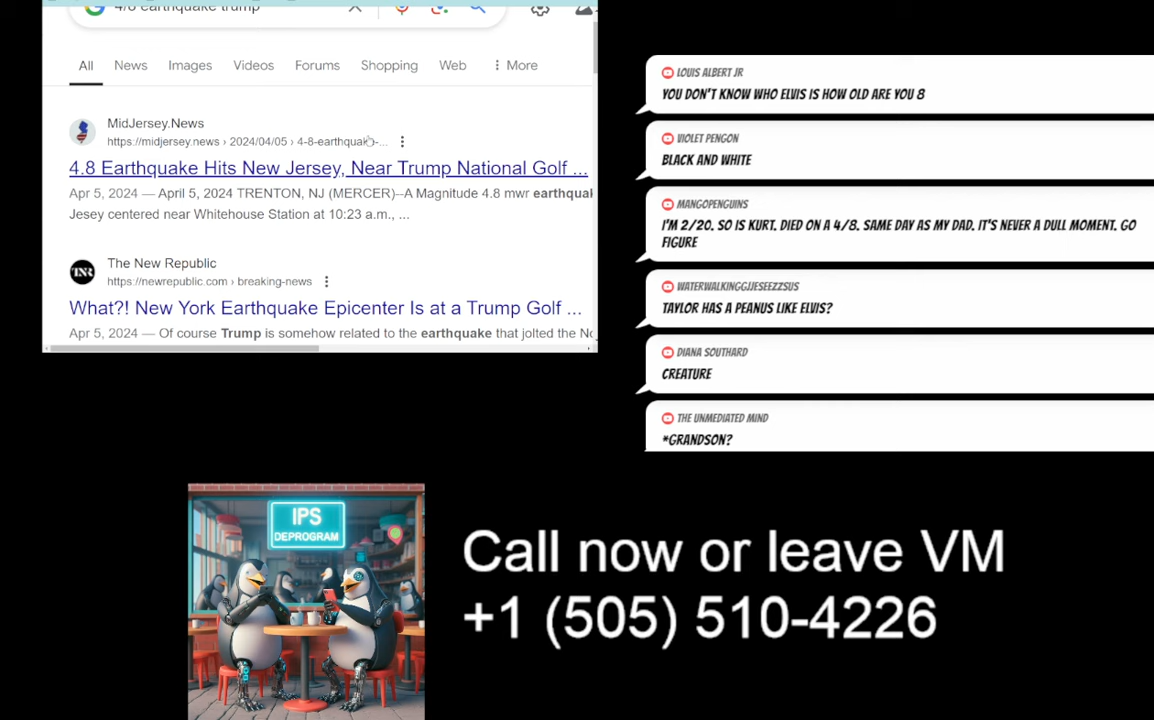 4/8 earthquake trump
All News Images Videos Forums Shopping Web More
MidJersey.News
https://midjersey.news › 2024/04/05 › 4-8-earthquak-...
4.8 Earthquake Hits New Jersey, Near Trump National Golf ...
Apr 5, 2024 — April 5, 2024 TRENTON, NJ (MERCER)--A Magnitude 4.8 mwr earthqual
Jesey centered near Whitehouse Station at 10:23 a.m., ...
The New Republic
TNR
https://newrepublic.com › breaking-news
What?! New York Earthquake Epicenter Is at a Trump Golf ...
Apr 5, 2024 — Of course Trump is somehow related to the earthquake that jolted the No
LOUIS ALBERT JR
YOU DON'T KNOW WHO ELVIS IS HOW OLD ARE YOU 8
VIOLET PENGON
BLACK AND WHITE
MANGOPENGUINS
I'M 2/20. SO IS KURT. DIED ON A 4/8. SAME DAY AS MY DAD. IT'S NEVER A DULL MOMENT. GO
FIGURE
WATERWALKINGGJJESEEZZSUS
TAYLOR HAS A PEANUS LIKE ELVIS?
DIANA SOUTHARD
CREATURE
THE UNMEDIATED MIND
*GRANDSON?
IPS
DEPROGRAM
Call now or leave VM
+1 (505) 510-4226